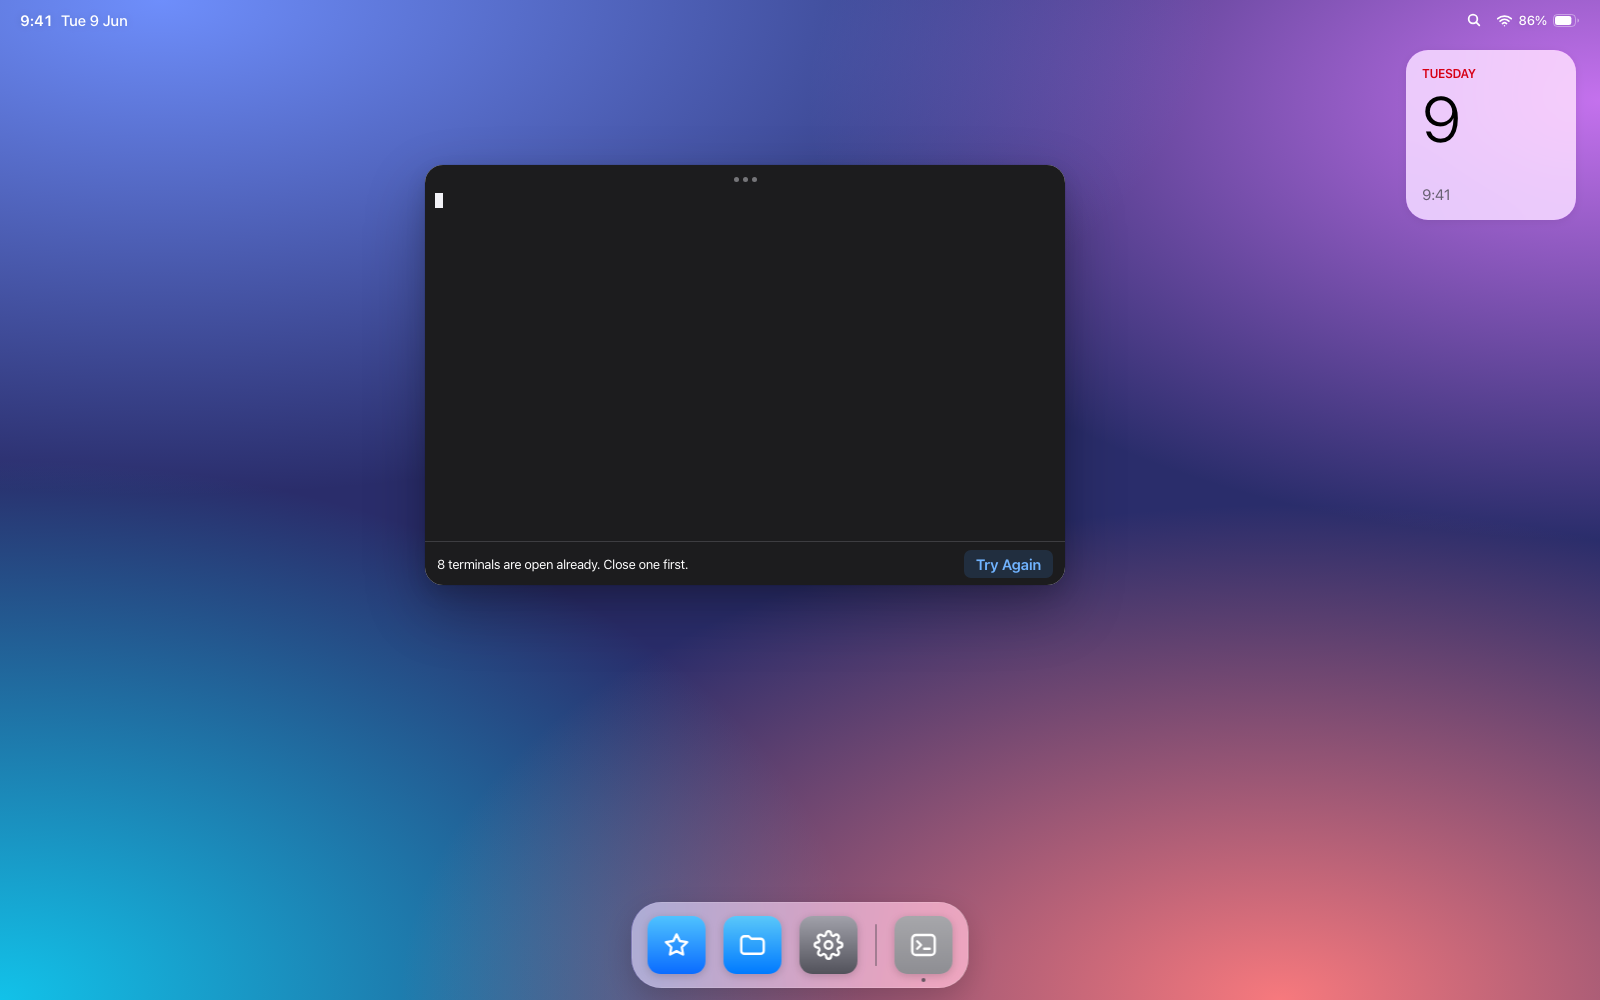 9:41 Tue 9 Jun
86%
TUESDAY
9
9:41
8 terminals are open already. Close one first.
Try Again